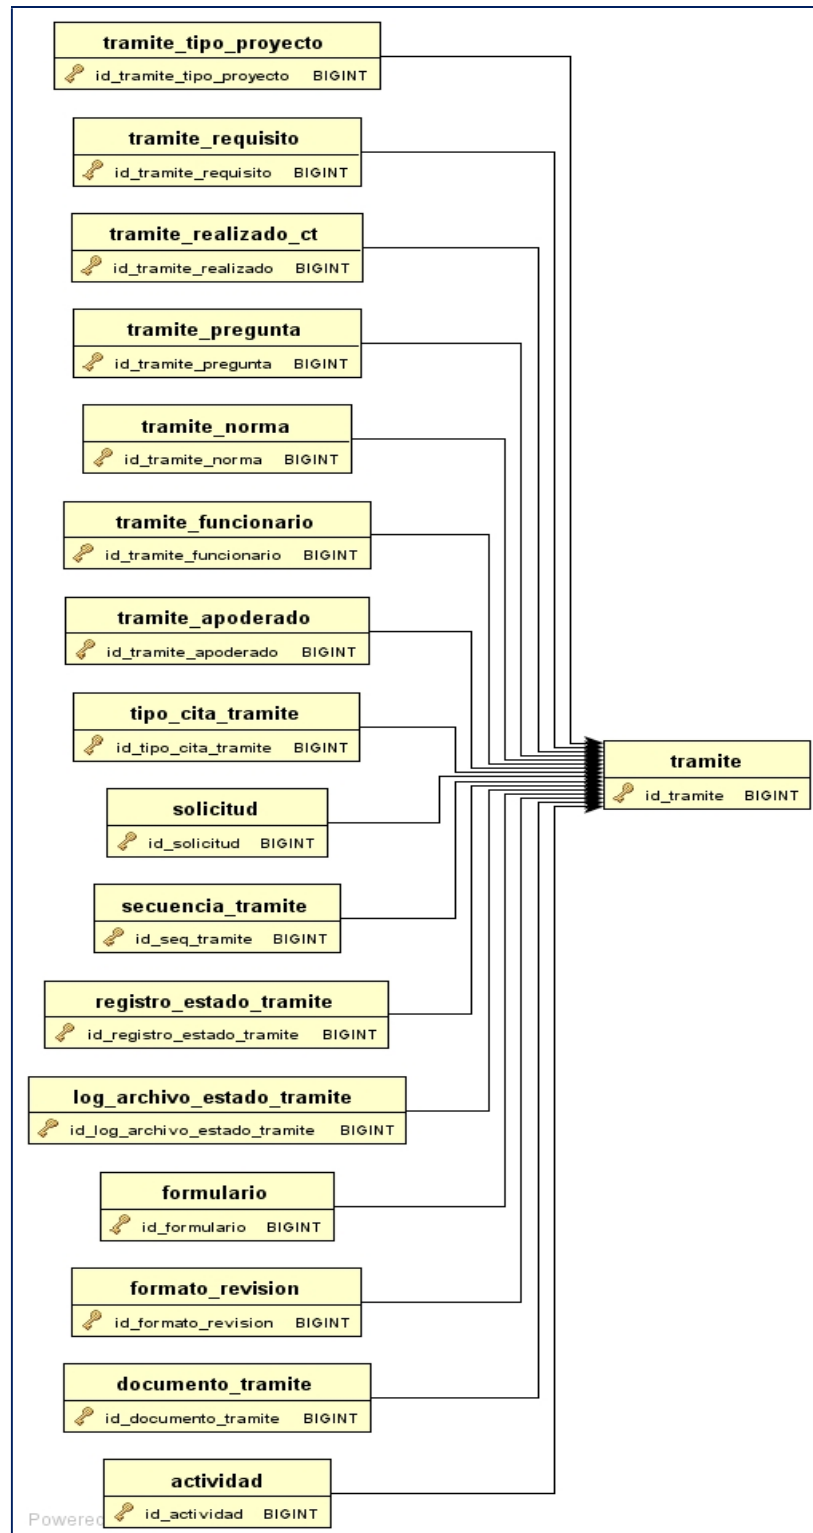 tramite_tipo_proyecto
id_tramite_tipo_proyecto BIGINT
tramite_requisito
id_tramite_requisito BIGINT
tramite_realizado_ct
id_tramite_realizado BIGINT
tramite_pregunta
id_tramite_pregunta BIGINT
tramite_norma
id_tramite_norma BIGINT
tramite_funcionario
id_tramite_funcionario BIGINT
tramite_apoderado
id_tramite_apoderado BIGINT
tipo_cita_tramite
id_tipo_cita_tramite BIGINT
tramite
id_tramite BIGINT
solicitud
id_solicitud BIGINT
secuencia_tramite
id_seq_tramite BIGINT
registro_estado_tramite
id_registro_estado_tramite BIGINT
log_archivo_estado_tramite
id_log_archivo_estado_tramite BIGINT
formulario
id_formulario BIGINT
formato_revision
id_formato_revision BIGINT
documento_tramite
id_documento_tramite BIGINT
actividad
id_actividad BIGINT